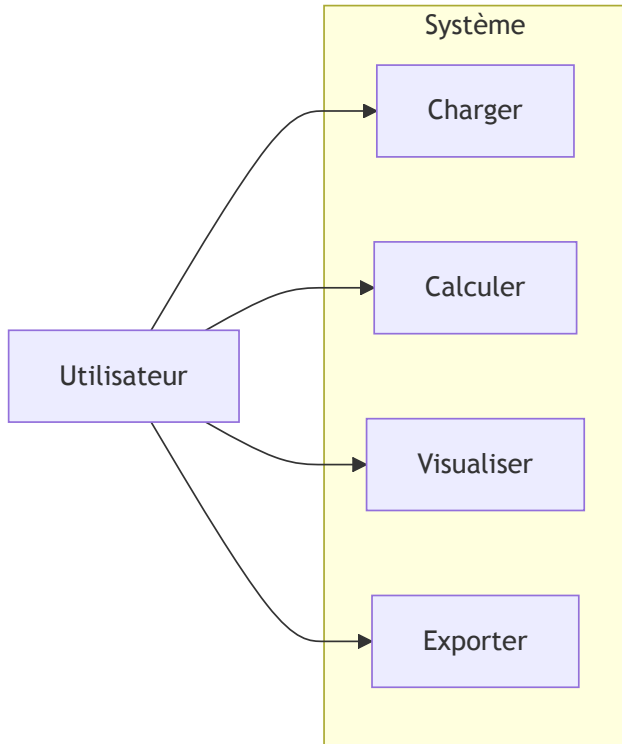 Système
Charger
Calculer
Utilisateur
Visualiser
Exporter